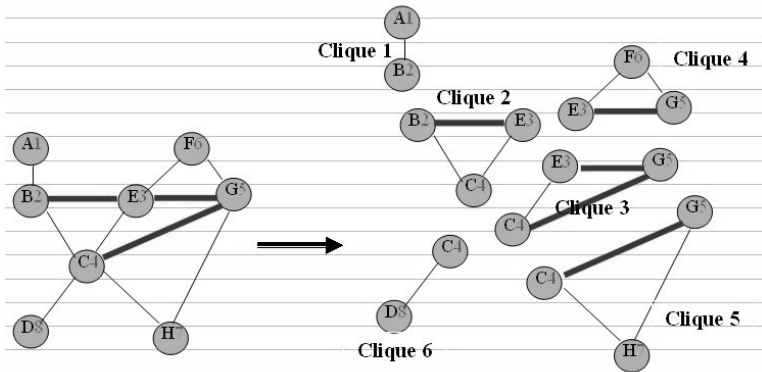 A1
B2
E3
F6
G5
C4
D8
H7
Clique 1
A1
B2
Clique 2
B2
E3
C4
Clique 4
F6
E3
G5
Clique 3
E3
G5
C4
Clique 5
G5
C4
H7
Clique 6
C4
D8